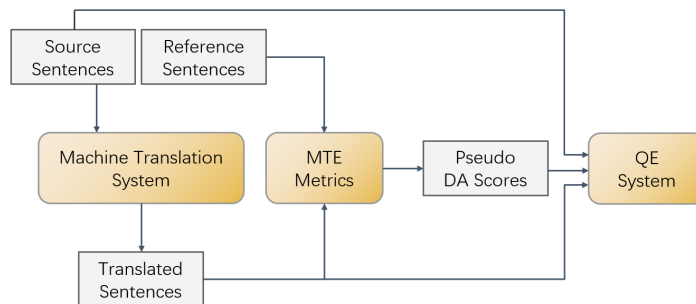 Source
Sentences
Reference
Sentences
Machine Translation
System
MTE
Metrics
Pseudo
DA Scores
QE
System
Translated
Sentences